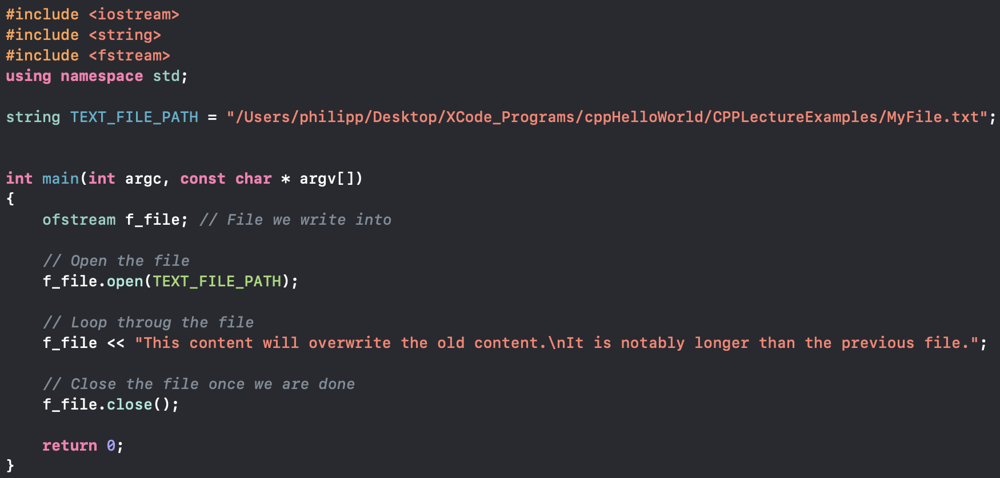 #include <iostream>
#include <string>
#include <fstream>
using namespace std;
string TEXT_FILE_PATH = "/Users/philipp/Desktop/XCode_Programs/cppHelloWorld/CPPLectureExamples/MyFile.txt";
int main(int argc, const char * argv[])
{
    ofstream f_file; // File we write into
    // Open the file
    f_file.open(TEXT_FILE_PATH);
    // Loop throug the file
    f_file << "This content will overwrite the old content.\nIt is notably longer than the previous file.";
    // Close the file once we are done
    f_file.close();
    return 0;
}